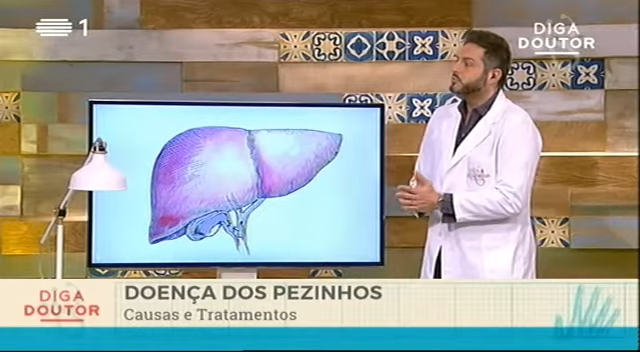 1
DIGA
DOUTOR
DIGA
DOUTOR
DOENÇA DOS PEZINHOS
Causas e Tratamentos